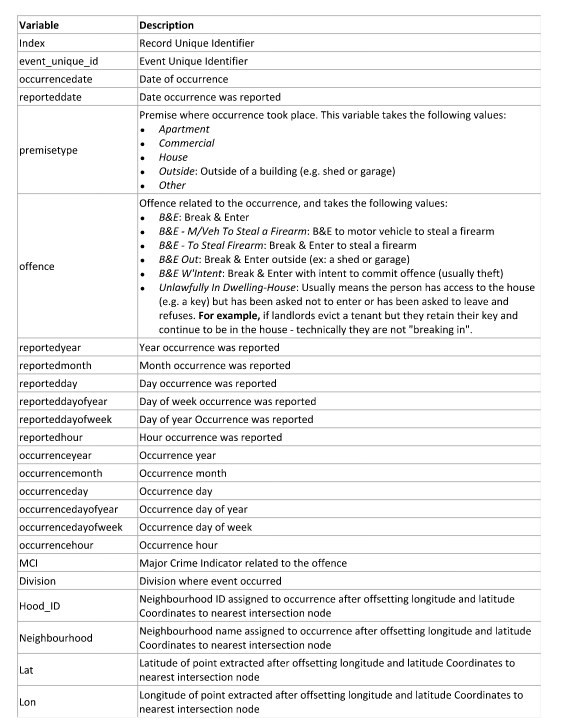 Variable Description
Index Record Unique Identifier
event_unique_id Event Unique Identifier
occurrencedate Date of occurrence
reporteddate Date occurrence was reported
premisetype Premise where occurrence took place. This variable takes the following values:
• Apartment
• Commercial
• House
• Outside: Outside of a building (e.g. shed or garage)
• Other
offence Offence related to the occurrence, and takes the following values:
• B&E: Break & Enter
• B&E - M/Veh To Steal a Firearm: B&E to motor vehicle to steal a firearm
• B&E - To Steal Firearm: Break & Enter to steal a firearm
• B&E Out: Break & Enter outside (ex: a shed or garage)
• B&E W'Intent: Break & Enter with intent to commit offence (usually theft)
• Unlawfully In Dwelling-House: Usually means the person has access to the house
(e.g. a key) but has been asked not to enter or has been asked to leave and
refuses. For example, if landlords evict a tenant but they retain their key and
continue to be in the house - technically they are not "breaking in".
reportedyear Year occurrence was reported
reportedmonth Month occurrence was reported
reportedday Day occurrence was reported
reporteddayofyear Day of week occurrence was reported
reporteddayofweek Day of year Occurrence was reported
reportedhour Hour occurrence was reported
occurrenceyear Occurrence year
occurrencemonth Occurrence month
occurrenceday Occurrence day
occurrencedayofyear Occurrence day of year
occurrencedayofweek Occurrence day of week
occurrencehour Occurrence hour
MCI Major Crime Indicator related to the offence
Division Division where event occurred
Hood_ID Neighbourhood ID assigned to occurrence after offsetting longitude and latitude
Coordinates to nearest intersection node
Neighbourhood Neighbourhood name assigned to occurrence after offsetting longitude and latitude
Coordinates to nearest intersection node
Lat Latitude of point extracted after offsetting longitude and latitude Coordinates to
nearest intersection node
Lon Longitude of point extracted after offsetting longitude and latitude Coordinates to
nearest intersection node